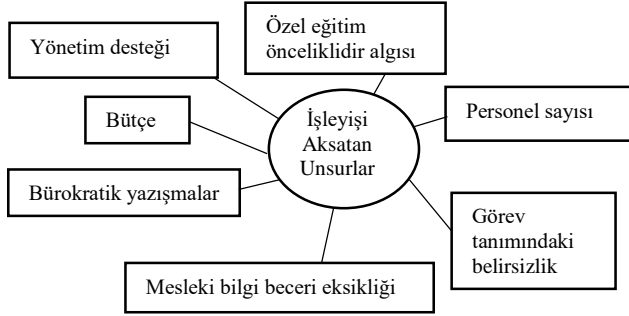 Özel eğitim
önceliklidir algısı
Yönetim desteği
Bütçe
İşleyişi
Aksatan
Unsurlar
Personel sayısı
Bürokratik yazışmalar
Görev
tanımındaki
belirsizlik
Mesleki bilgi beceri eksikliği